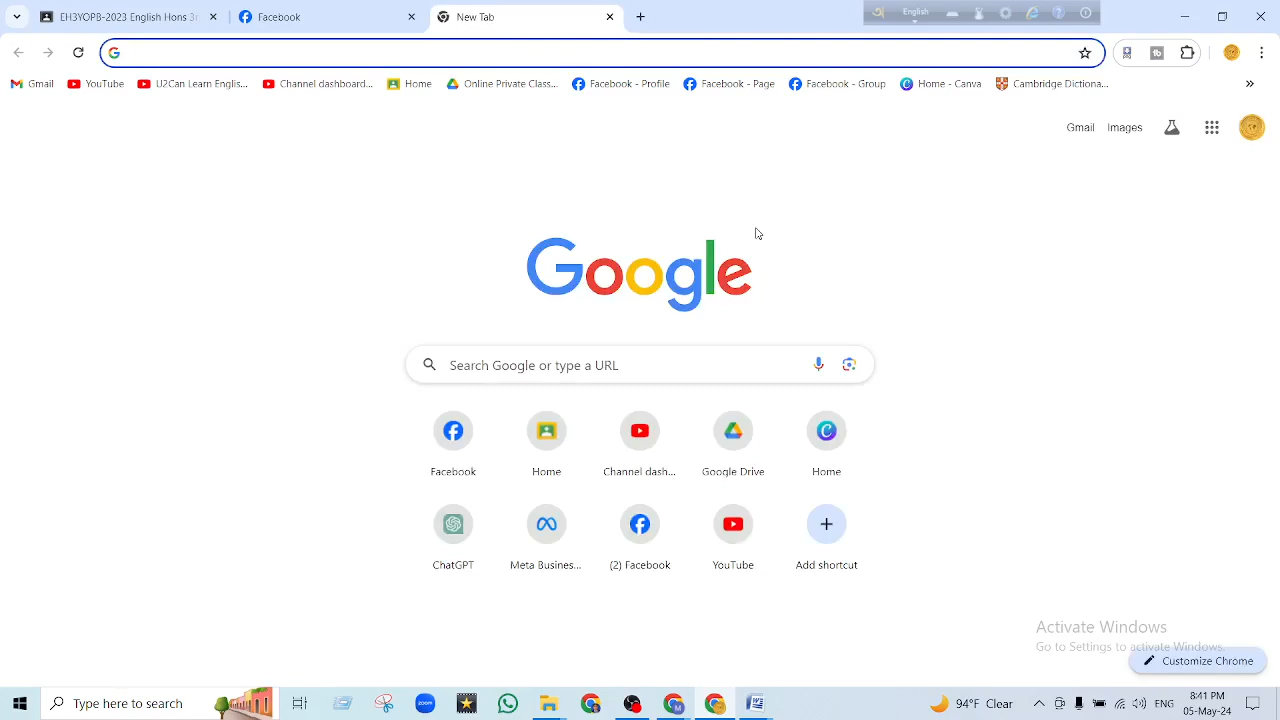 EH3YOPB-2023 English Hons 3
Facebook
New Tab
English
Gmail
YouTube
U2Can Learn Englis...
Channel dashboard...
Home
Online Private Class...
Facebook - Profile
Facebook - Page
Facebook - Group
Home - Canva
Cambridge Dictiona...
Gmail
Images
Google
Search Google or type a URL
Facebook
Home
Channel dash...
Google Drive
Home
ChatGPT
Meta Busines...
(2) Facebook
YouTube
Add shortcut
Activate Windows
Go to Settings to activate Windows.
Customize Chrome
Type here to search
zoom
94°F Clear
ENG
8:41 PM